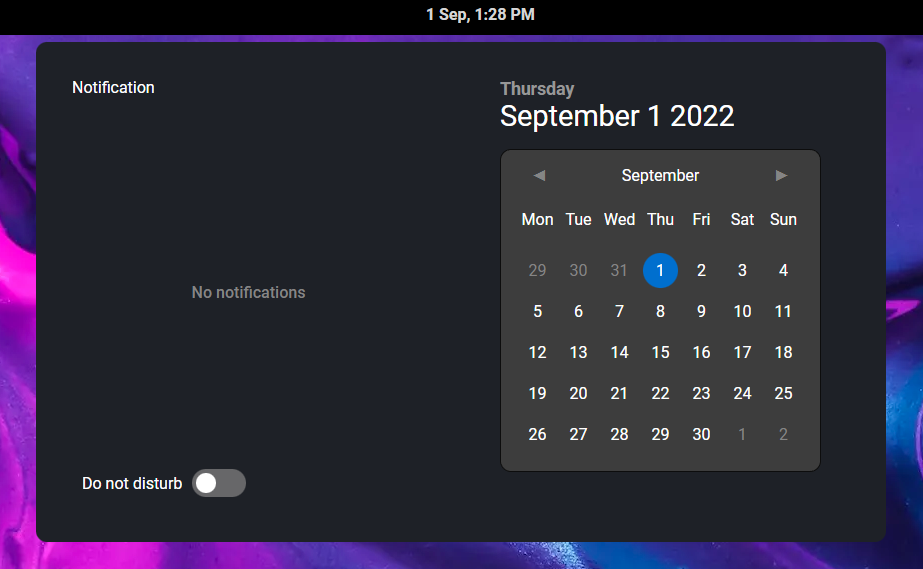 1 Sep, 1:28 PM
Notification
No notifications
Do not disturb
Thursday
September 1 2022
◀ September ▶
Mon Tue Wed Thu Fri Sat Sun
29 30 31 1 2 3 4
5 6 7 8 9 10 11
12 13 14 15 16 17 18
19 20 21 22 23 24 25
26 27 28 29 30 1 2